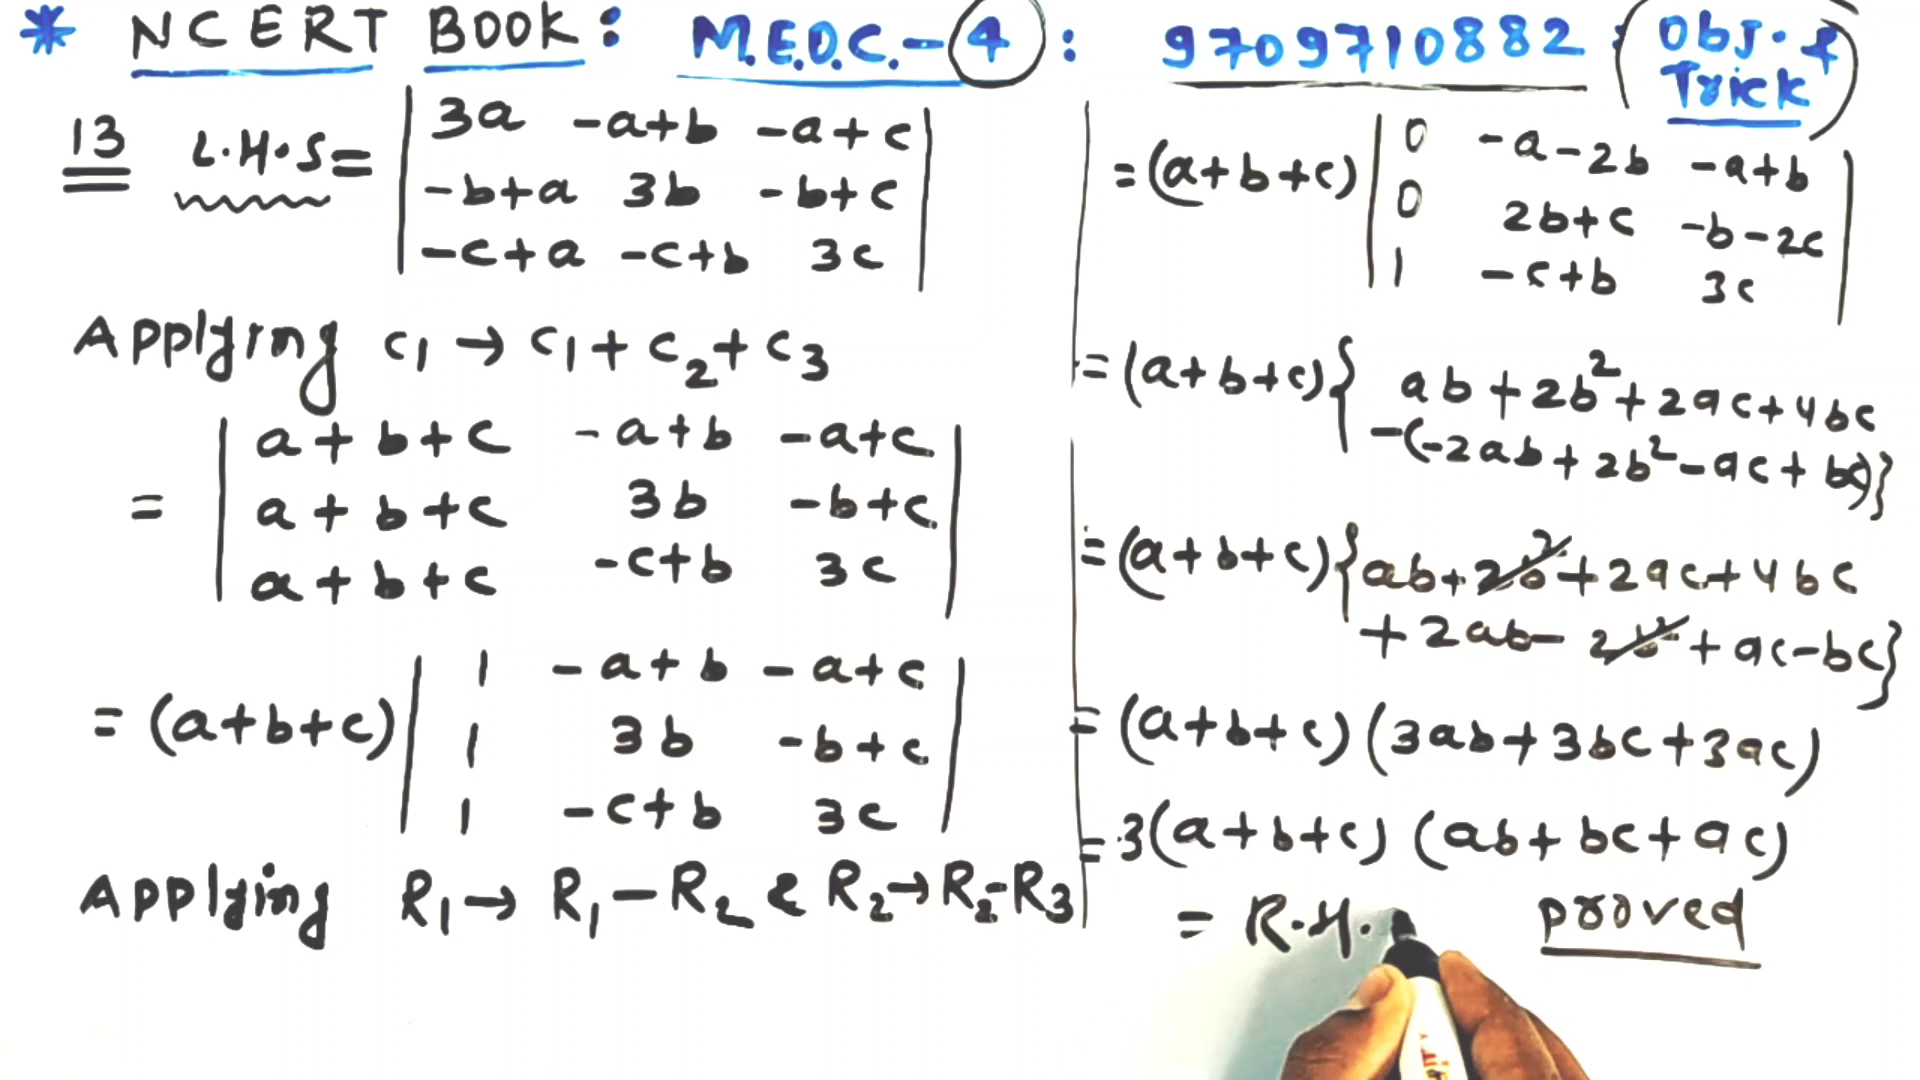 * NCERT BOOK: M.E.O.C.-4: 9709710882: Obj. &
Trick
13 L.H.S = | 3a -a+b -a+c |
| -b+a 3b -b+c |
| -c+a -c+b 3c |
Applying C1 → C1 + C2 + C3
= | a+b+c -a+b -a+c |
| a+b+c 3b -b+c |
| a+b+c -c+b 3c |
= (a+b+c) | 1 -a+b -a+c |
| 1 3b -b+c |
| 1 -c+b 3c |
Applying R1 → R1 - R2 & R2 → R2 - R3
= (a+b+c) | 0 -a-2b -a+b |
| 0 2b+c -b-2c |
| 1 -c+b 3c |
= (a+b+c) { ab + 2b² + 2ac + 4bc
-(-2ab + 2b² - ac + bc)}
= (a+b+c) { ab + 2b² + 2ac + 4bc
+ 2ab - 2b² + ac - bc}
= (a+b+c) (3ab + 3bc + 3ac)
= 3(a+b+c) (ab + bc + ac)
= R.H. proved